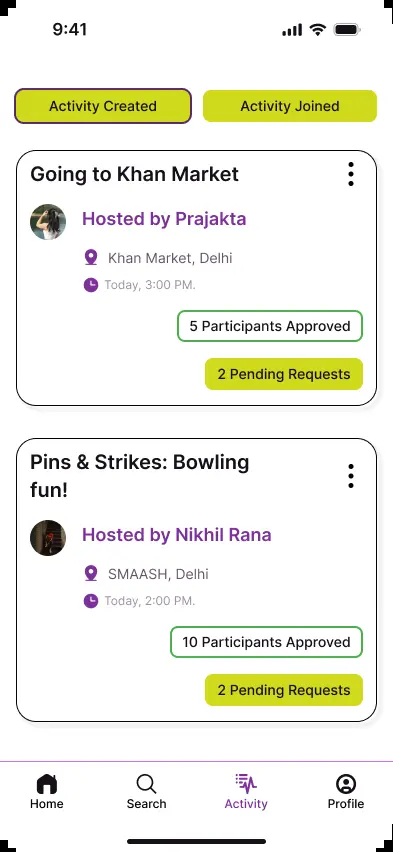 9:41
Activity Created
Activity Joined
Going to Khan Market
Hosted by Prajakta
Khan Market, Delhi
Today, 3:00 PM.
5 Participants Approved
2 Pending Requests
Pins & Strikes: Bowling
fun!
Hosted by Nikhil Rana
SMAASH, Delhi
Today, 2:00 PM.
10 Participants Approved
2 Pending Requests
Home
Search
Activity
Profile